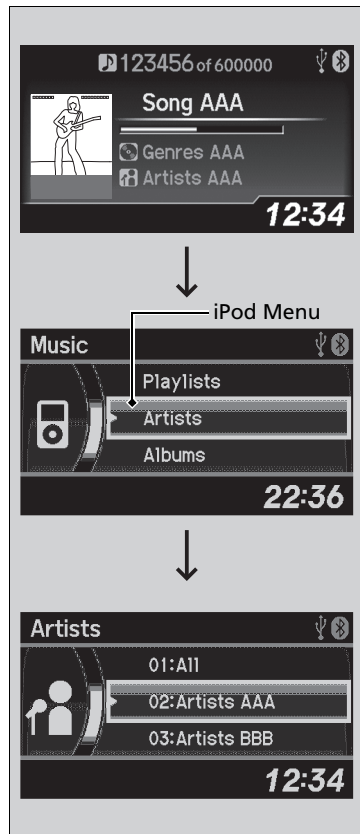 123456 of 600000
Song AAA
Genres AAA
Artists AAA
12:34
iPod Menu
Music
Playlists
Artists
Albums
22:36
Artists
01:All
02:Artists AAA
03:Artists BBB
12:34